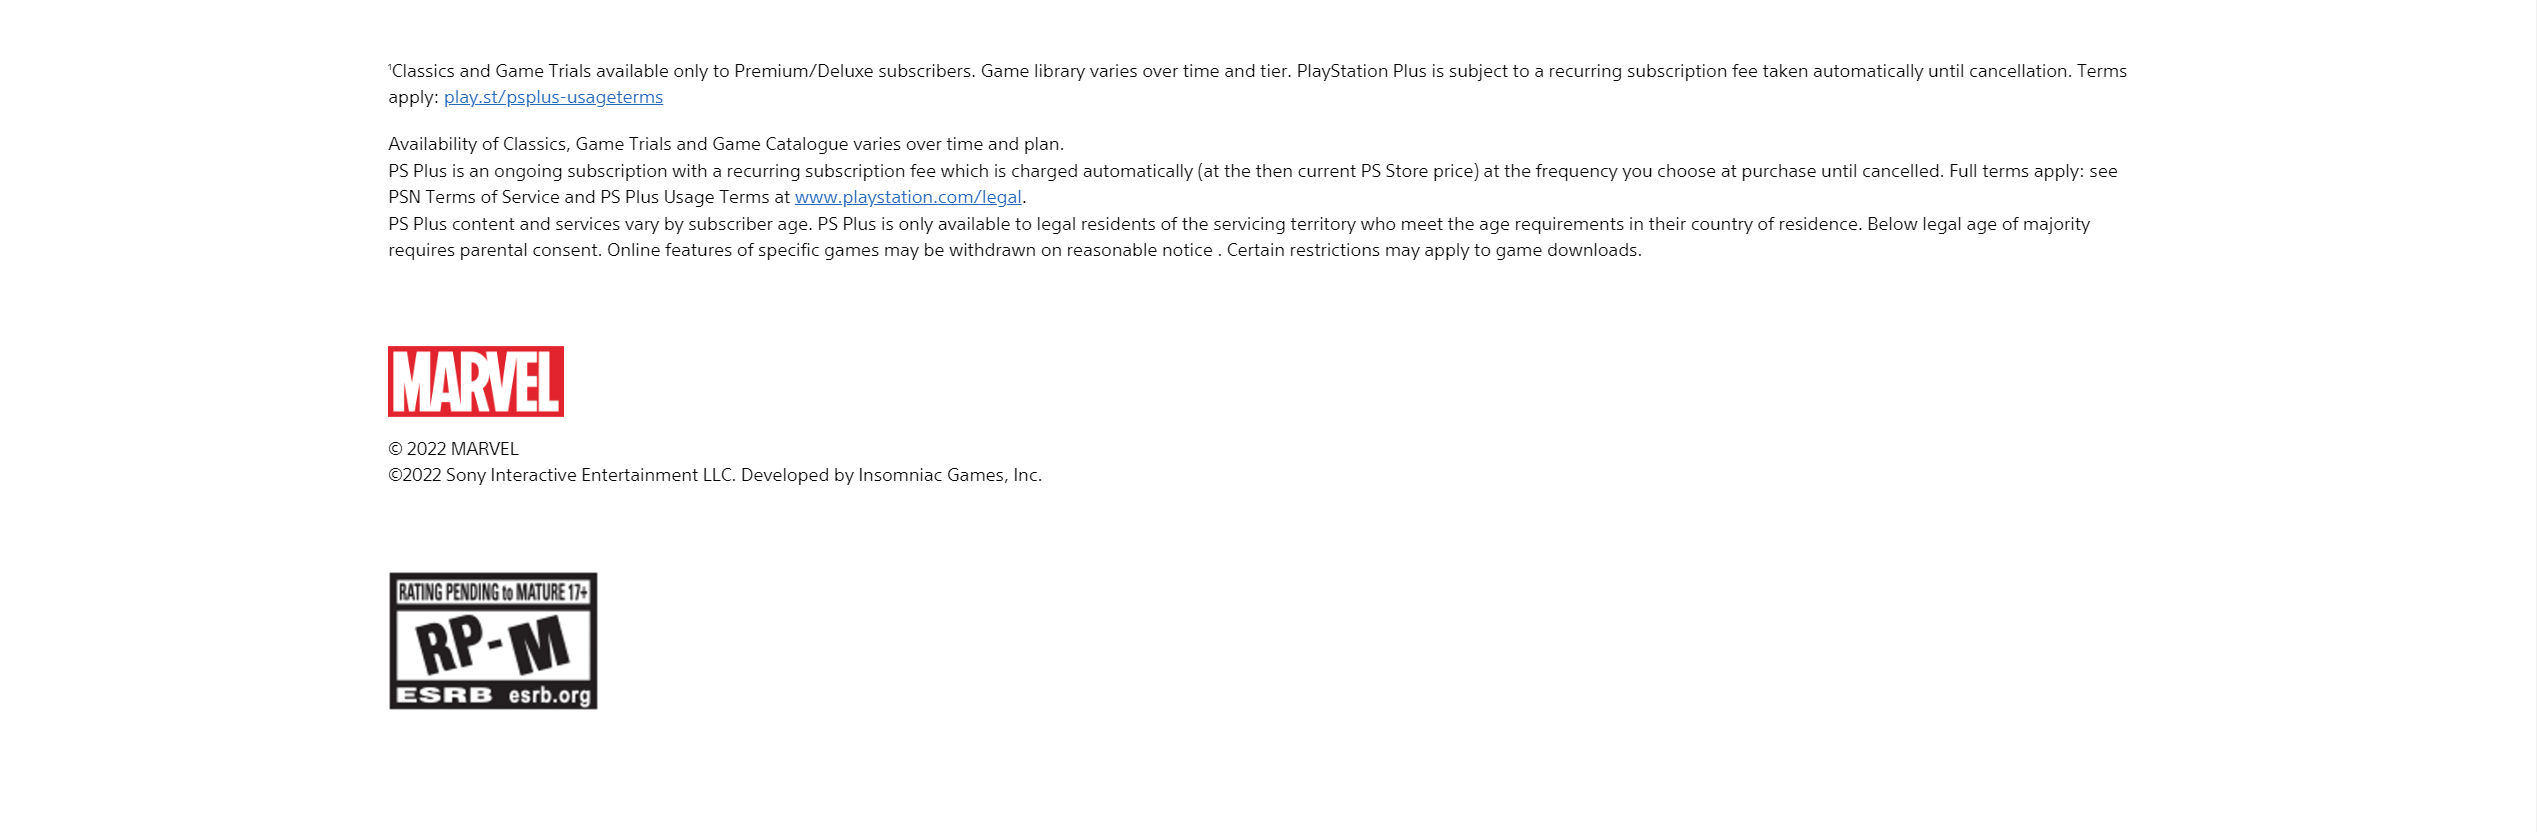 ¹Classics and Game Trials available only to Premium/Deluxe subscribers. Game library varies over time and tier. PlayStation Plus is subject to a recurring subscription fee taken automatically until cancellation. Terms
apply: play.st/psplus-usageterms
Availability of Classics, Game Trials and Game Catalogue varies over time and plan.
PS Plus is an ongoing subscription with a recurring subscription fee which is charged automatically (at the then current PS Store price) at the frequency you choose at purchase until cancelled. Full terms apply: see
PSN Terms of Service and PS Plus Usage Terms at www.playstation.com/legal.
PS Plus content and services vary by subscriber age. PS Plus is only available to legal residents of the servicing territory who meet the age requirements in their country of residence. Below legal age of majority
requires parental consent. Online features of specific games may be withdrawn on reasonable notice . Certain restrictions may apply to game downloads.
MARVEL
© 2022 MARVEL
©2022 Sony Interactive Entertainment LLC. Developed by Insomniac Games, Inc.
RATING PENDING to MATURE 17+
RP-M
ESRB esrb.org